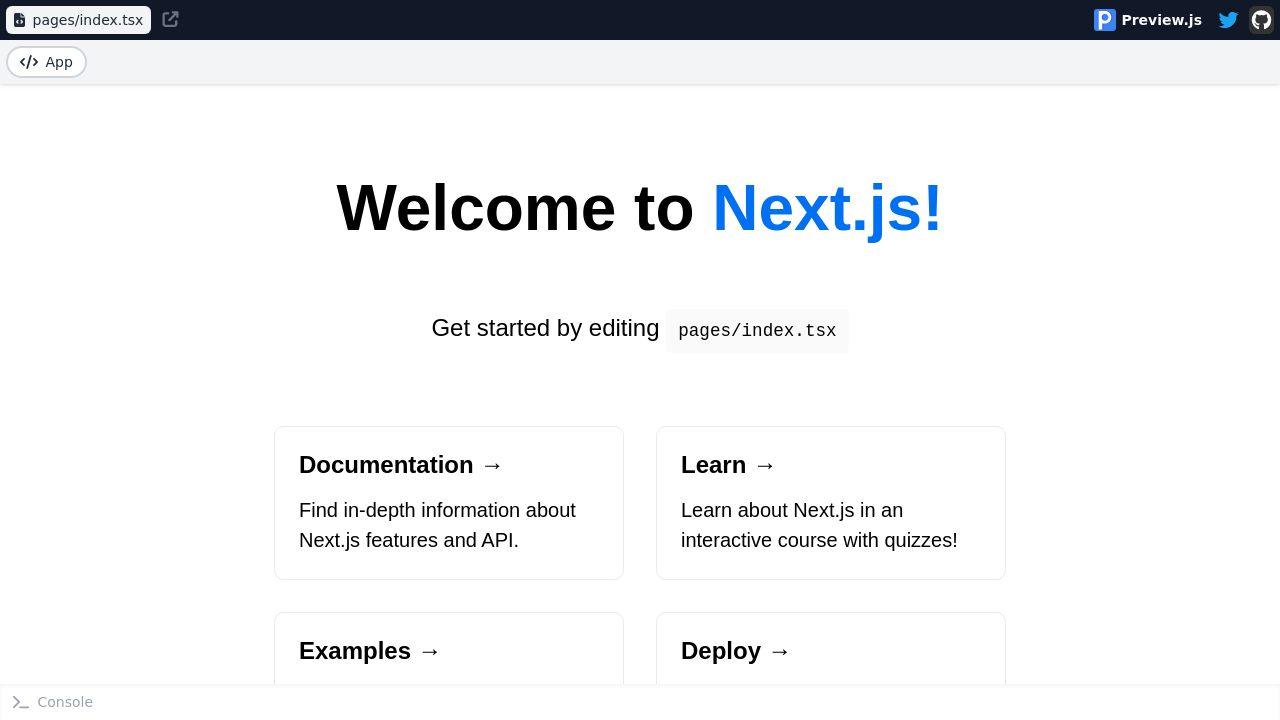 pages/index.tsx
Preview.js
App
Welcome to Next.js!
Get started by editing pages/index.tsx
Documentation →
Find in-depth information about
Next.js features and API.
Learn →
Learn about Next.js in an
interactive course with quizzes!
Examples →
Deploy →
Console